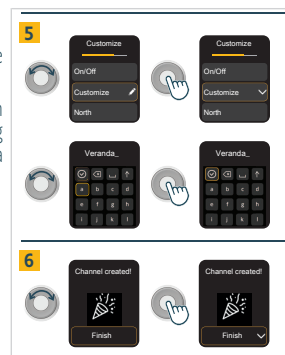 5
Customize
On/Off
Customize
North
Customize
On/Off
Customize
North
Veranda_
a b c d
e f g h
i j k l
Veranda_
a b c d
e f g h
i j k l
6
Channel created!
Finish
Channel created!
Finish